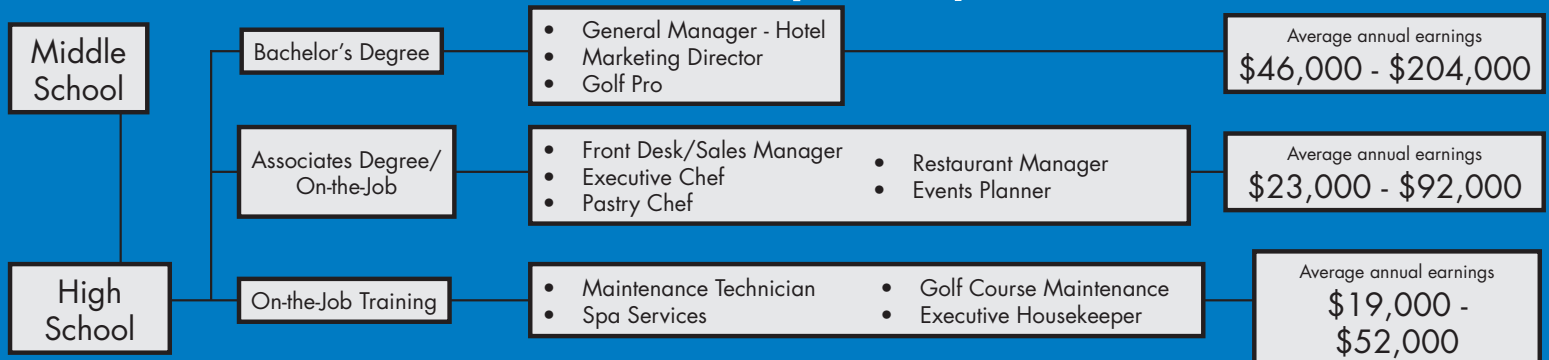 Middle
School
Bachelor's Degree
• General Manager - Hotel
• Marketing Director
• Golf Pro
Average annual earnings
$46,000 - $204,000
Associates Degree/
On-the-Job
• Front Desk/Sales Manager
• Executive Chef
• Pastry Chef
• Restaurant Manager
• Events Planner
Average annual earnings
$23,000 - $92,000
High
School
On-the-Job Training
• Maintenance Technician
• Spa Services
• Golf Course Maintenance
• Executive Housekeeper
Average annual earnings
$19,000 -
$52,000